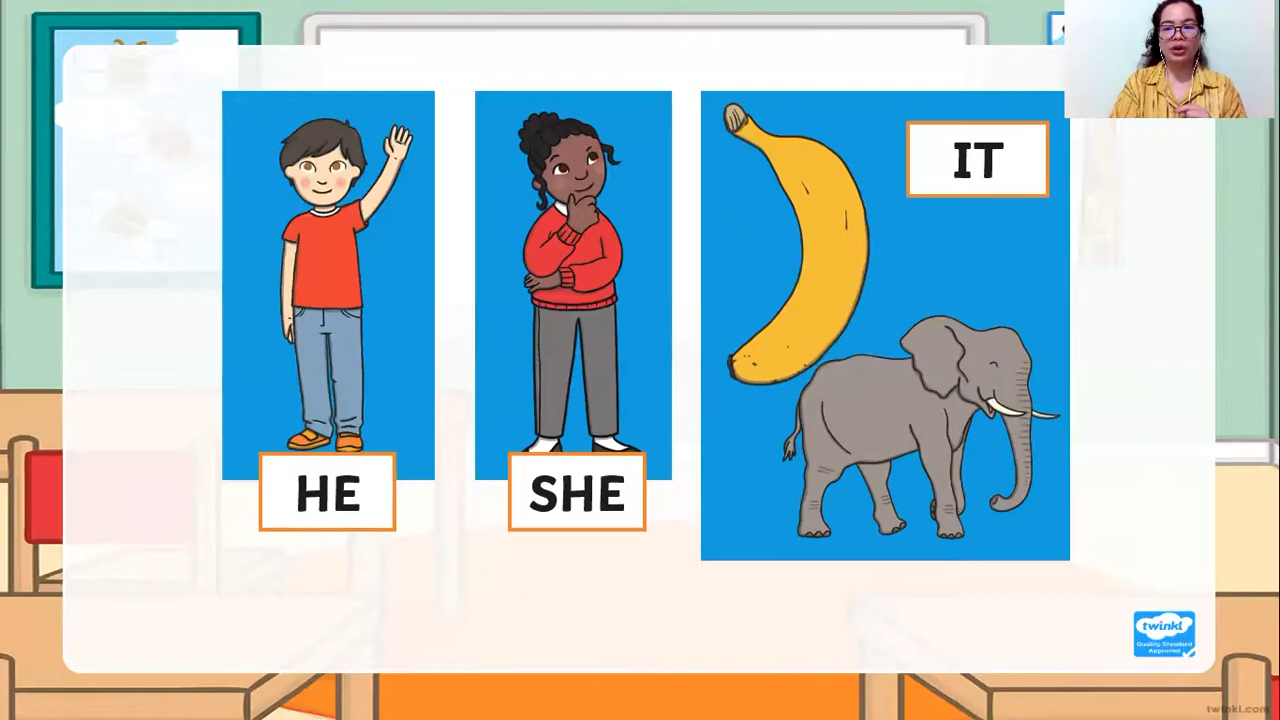 IT
HE
SHE
twinkl
Quality Standard
Approved
twinkl.com